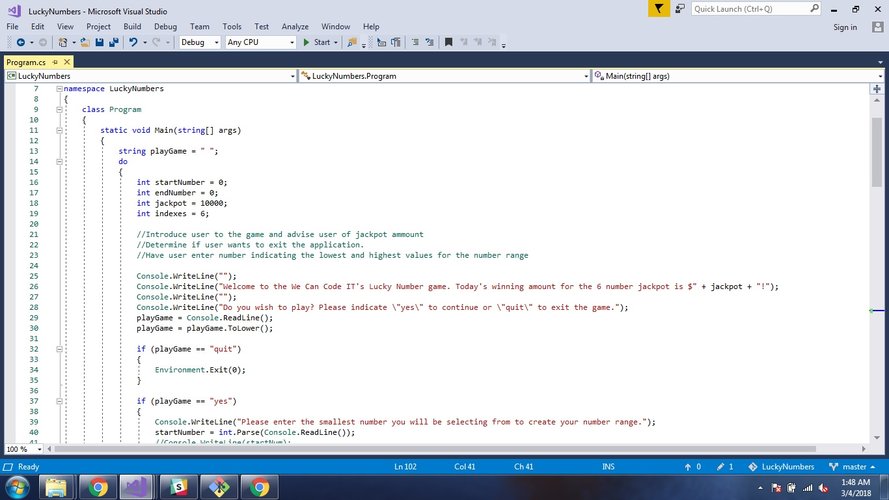 LuckyNumbers - Microsoft Visual Studio
Quick Launch (Ctrl+Q)
File Edit View Project Build Debug Team Tools Test Analyze Window Help
Sign in
Debug Any CPU Start
Program.cs
LuckyNumbers LuckyNumbers.Program Main(string[] args)
7 namespace LuckyNumbers
8 {
9 class Program
10 {
11 static void Main(string[] args)
12 {
13 string playGame = " ";
14 do
15 {
16 int startNumber = 0;
17 int endNumber = 0;
18 int jackpot = 10000;
19 int indexes = 6;
20
21 //Introduce user to the game and advise user of jackpot ammount
22 //Determine if user wants to exit the application.
23 //Have user enter number indicating the lowest and highest values for the number range
24
25 Console.WriteLine("");
26 Console.WriteLine("Welcome to the We Can Code IT's Lucky Number game. Today's winning amount for the 6 number jackpot is $" + jackpot + "!");
27 Console.WriteLine("");
28 Console.WriteLine("Do you wish to play? Please indicate \"yes\" to continue or \"quit\" to exit the game.");
29 playGame = Console.ReadLine();
30 playGame = playGame.ToLower();
31
32 if (playGame == "quit")
33 {
34 Environment.Exit(0);
35 }
36
37 if (playGame == "yes")
38 {
39 Console.WriteLine("Please enter the smallest number you will be selecting from to create your number range.");
40 startNumber = int.Parse(Console.ReadLine());
41 //Console.WriteLine(startNum);
100 %
Ready Ln 102 Col 41 Ch 41 INS 0 1 LuckyNumbers master
1:48 AM
3/4/2018